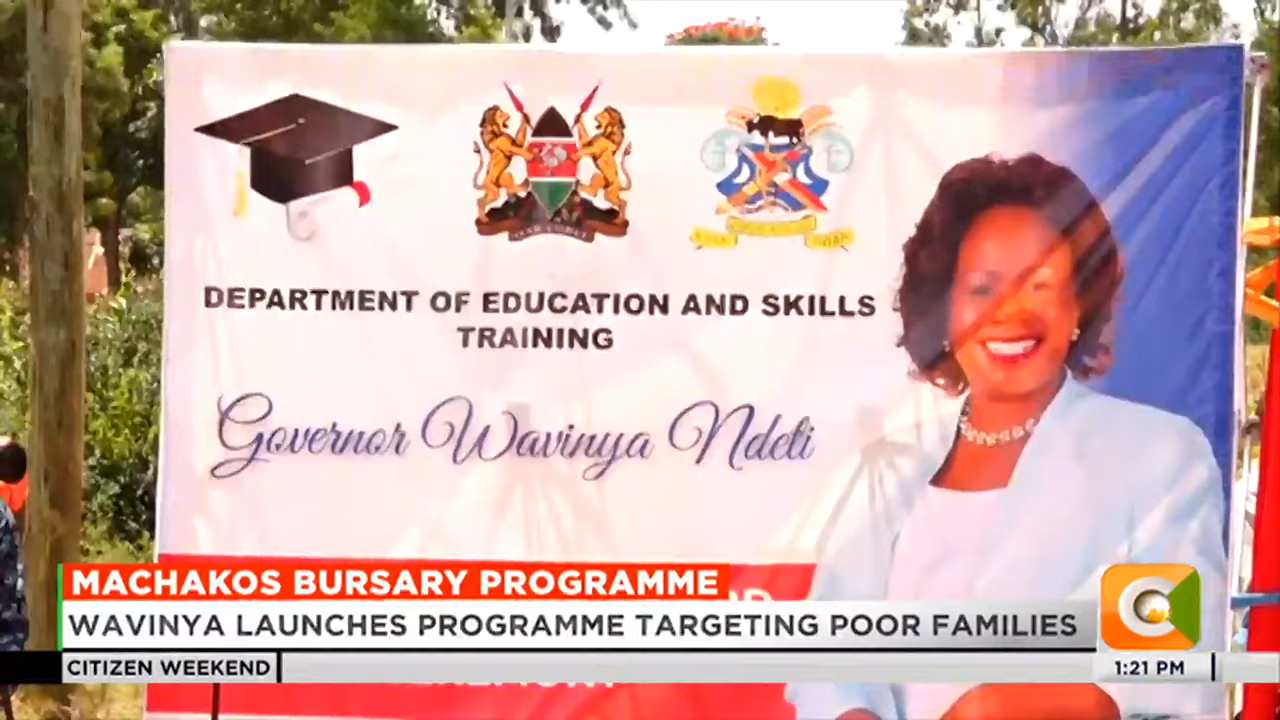 DEPARTMENT OF EDUCATION AND SKILLS
TRAINING
Governor Wavinya Ndeti
MACHAKOS BURSARY PROGRAMME
WAVINYA LAUNCHES PROGRAMME TARGETING POOR FAMILIES
CITIZEN WEEKEND
1:21 PM